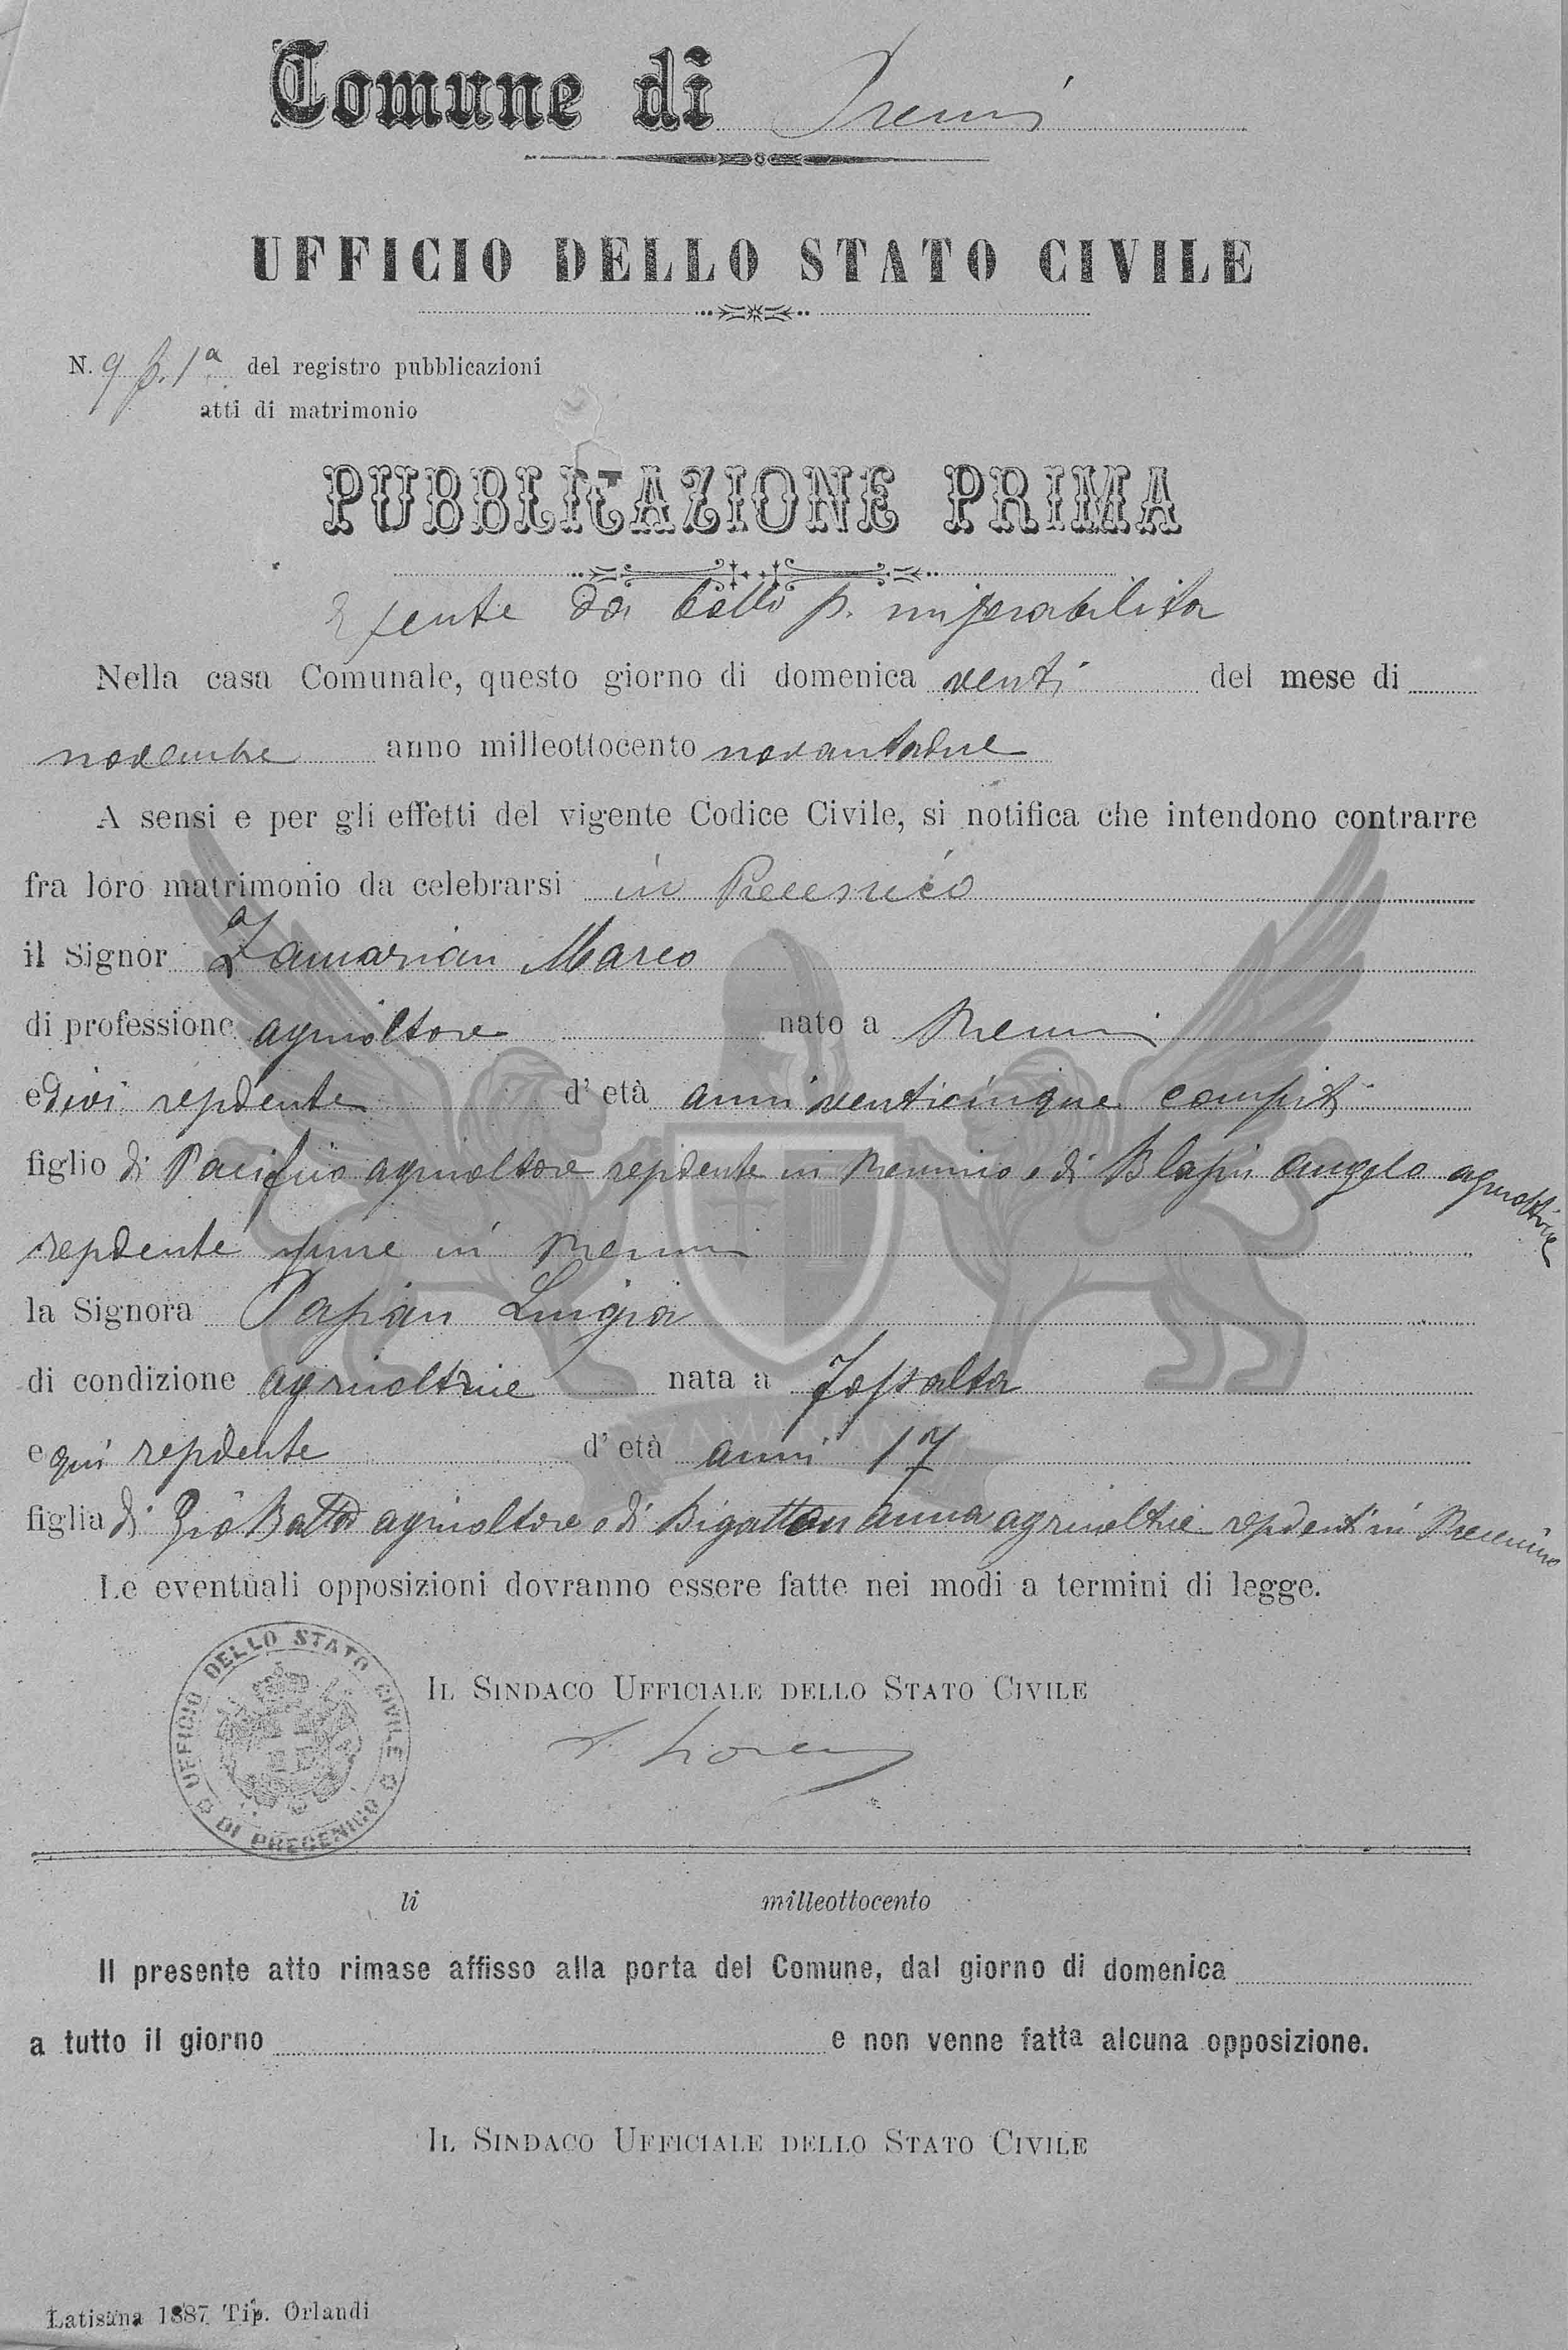 Comune di
UFFICIO DELLO STATO CIVILE
N. 9 p. 1ª del registro pubblicazioni
atti di matrimonio
PUBBLICAZIONE PRIMA
Esente da bollo p. miserabilità
Nella casa Comunale, questo giorno di domenica venti del mese di
novembre anno milleottocento novantadue
A sensi e per gli effetti del vigente Codice Civile, si notifica che intendono contrarre
fra loro matrimonio da celebrarsi in Precenico
il Signor Zamarian Marco
di professione agricoltore nato a
e ivi residente d' età anni venticinque compiti
figlio di Pacifico agricoltore residente in e di Angela agricoltrice
residente pure in
la Signora Papian Luigia
di condizione agricoltrice nata a Fossalta
e qui residente d' età anni 17
figlia di Gio Batta agricoltore e di Bigatton Anna agricoltrice residenti in Precenico
Le eventuali opposizioni dovranno essere fatte nei modi a termini di legge.
UFFICIO DELLO STATO CIVILE DI PRECENICO
IL SINDACO UFFICIALE DELLO STATO CIVILE
li milleottocento
Il presente atto rimase affisso alla porta del Comune, dal giorno di domenica
a tutto il giorno e non venne fatta alcuna opposizione.
IL SINDACO UFFICIALE DELLO STATO CIVILE
Latisana 1887 Tip. Orlandi